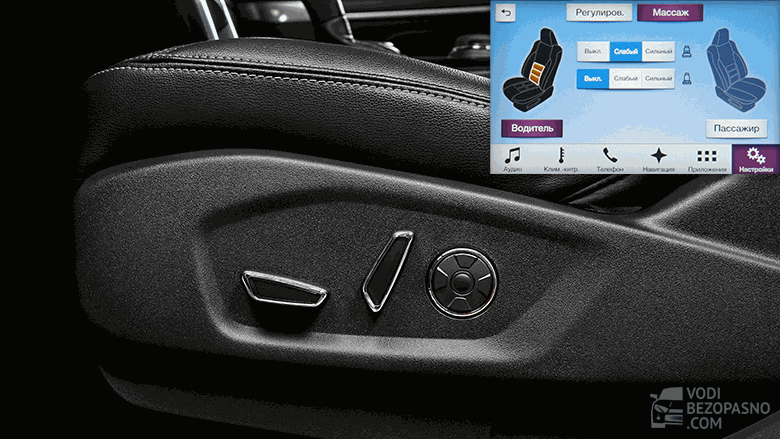 Регулиров. Массаж
Выкл. Слабый Сильный
Выкл. Слабый Сильный
Водитель Пассажир
Аудио Клим.-кнтр. Телефон Навигация Приложения Настройки
VODI
BEZOPASNO
.COM